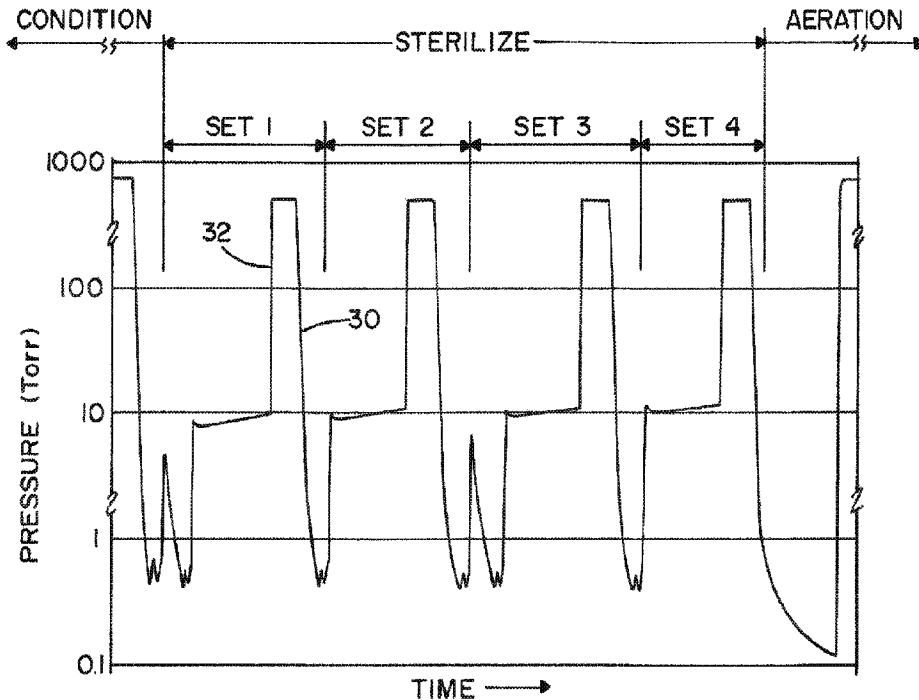 CONDITION
STERILIZE
AERATION
SET 1
SET 2
SET 3
SET 4
1000
100
10
1
0.1
32
30
PRESSURE (Torr)
TIME